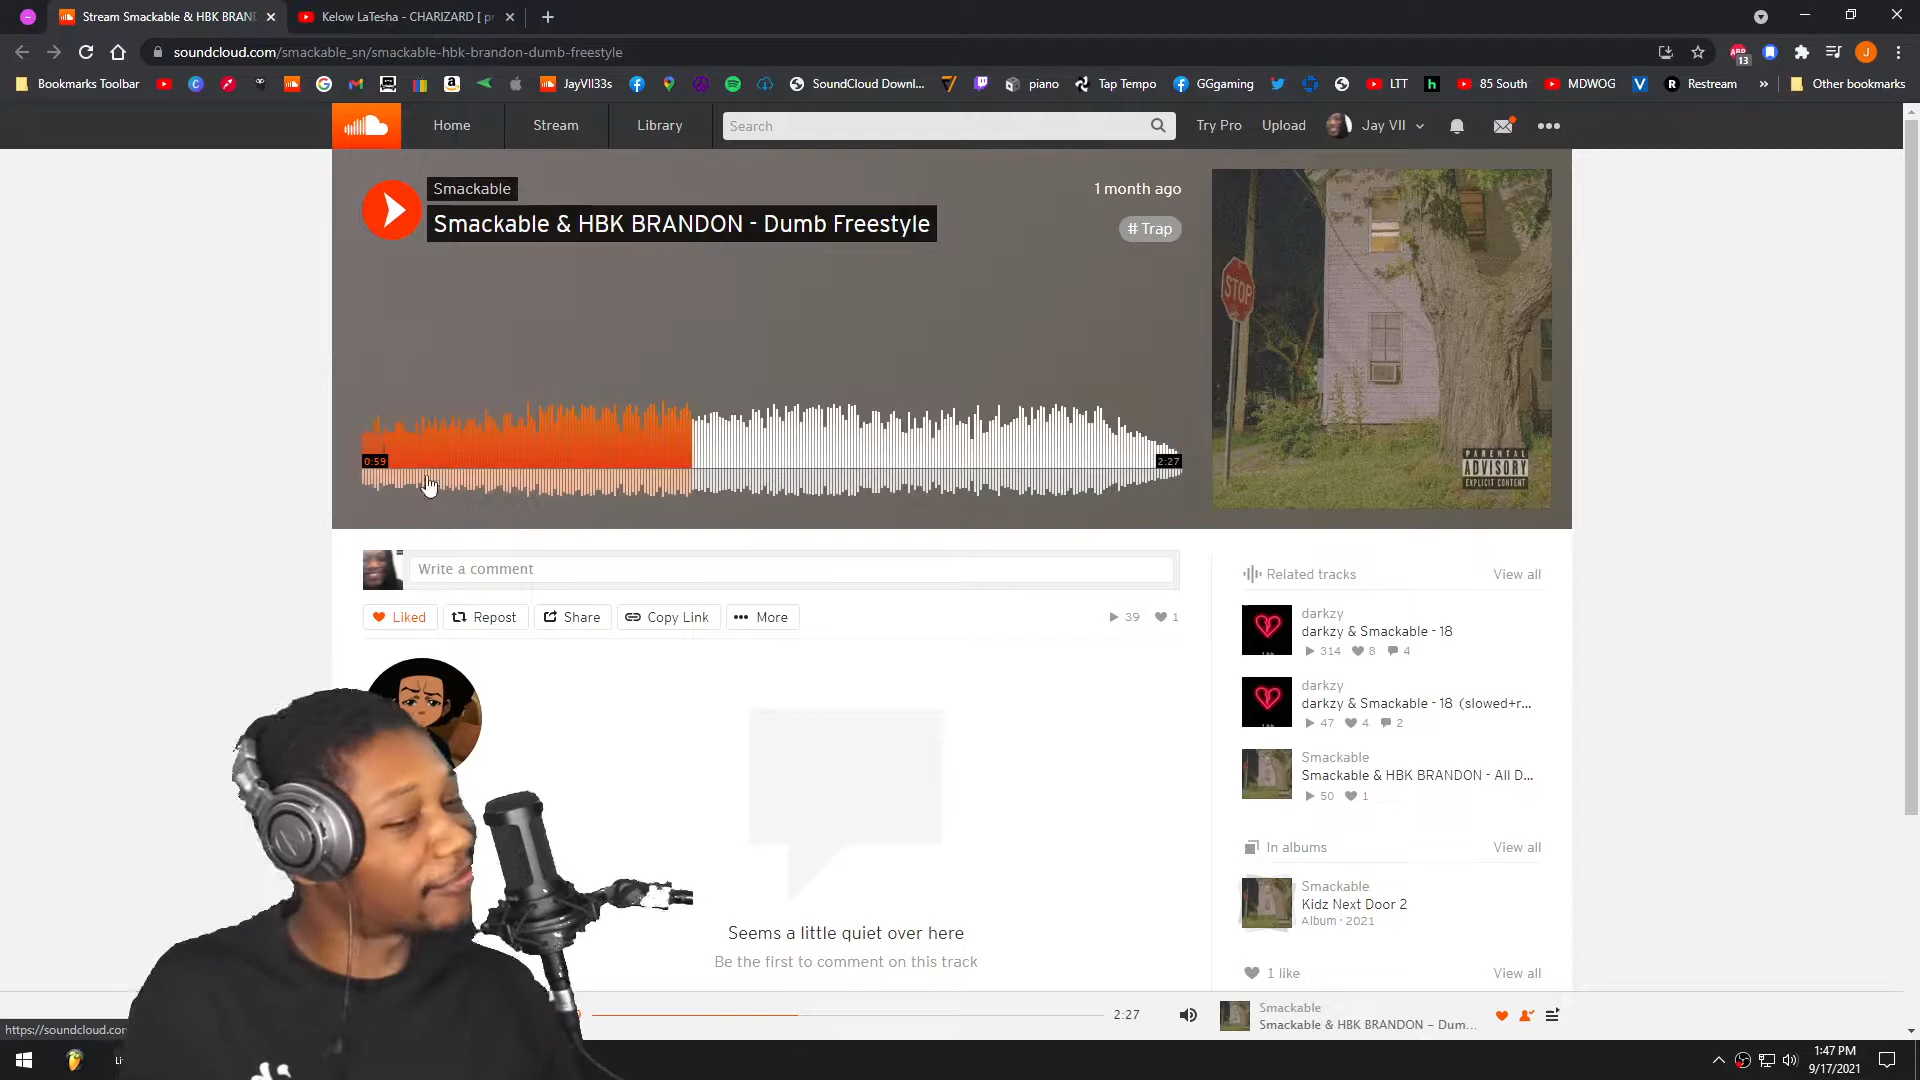 Stream Smackable & HBK BRAN
Kelow LaTesha - CHARIZARD [ pr
soundcloud.com/smackable_sn/smackable-hbk-brandon-dumb-freestyle
13
J
Bookmarks Toolbar
JayVII33s
SoundCloud Downl...
piano
Tap Tempo
GGgaming
LTT
85 South
MDWOG
Restream
Other bookmarks
Home
Stream
Library
Search
Try Pro
Upload
Jay VII
Smackable
1 month ago
Smackable & HBK BRANDON - Dumb Freestyle
# Trap
STOP
0:59
2:27
PARENTAL
ADVISORY
EXPLICIT CONTENT
Write a comment
Liked
Repost
Share
Copy Link
More
39
1
Related tracks
View all
darkzy
darkzy & Smackable - 18
314
8
4
darkzy
darkzy & Smackable - 18 (slowed+r...
47
4
2
Smackable
Smackable & HBK BRANDON - All D...
50
1
In albums
View all
Smackable
Kidz Next Door 2
Album · 2021
Seems a little quiet over here
Be the first to comment on this track
1 like
View all
2:27
Smackable
Smackable & HBK BRANDON – Dum...
https://soundcloud.com
1:47 PM
9/17/2021